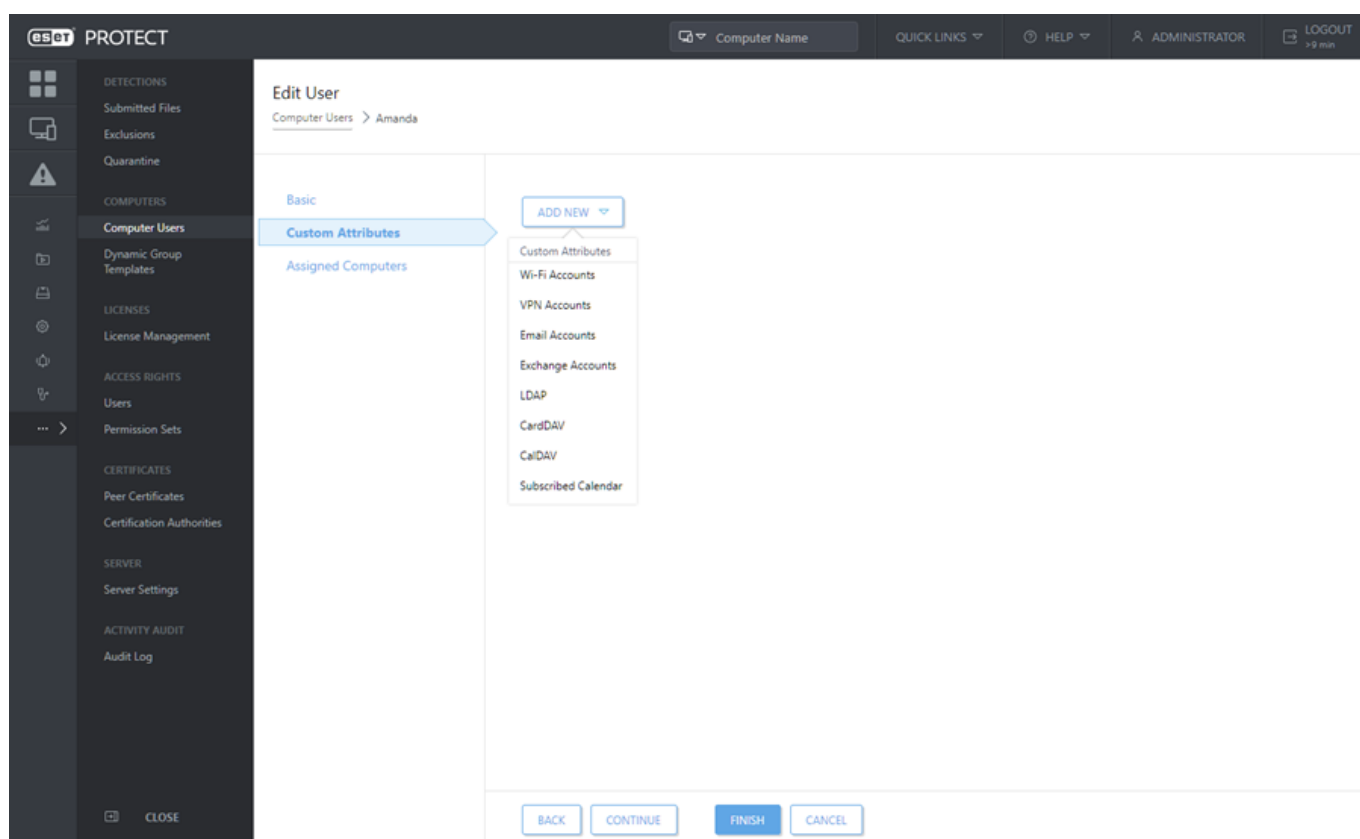 eset PROTECT
Computer Name
QUICK LINKS
HELP
ADMINISTRATOR
LOGOUT
>9 min
DETECTIONS
Submitted Files
Exclusions
Quarantine
COMPUTERS
Computer Users
Dynamic Group
Templates
LICENSES
License Management
ACCESS RIGHTS
Users
Permission Sets
CERTIFICATES
Peer Certificates
Certification Authorities
SERVER
Server Settings
ACTIVITY AUDIT
Audit Log
CLOSE
Edit User
Computer Users > Amanda
Basic
Custom Attributes
Assigned Computers
ADD NEW
Custom Attributes
Wi-Fi Accounts
VPN Accounts
Email Accounts
Exchange Accounts
LDAP
CardDAV
CalDAV
Subscribed Calendar
BACK
CONTINUE
FINISH
CANCEL